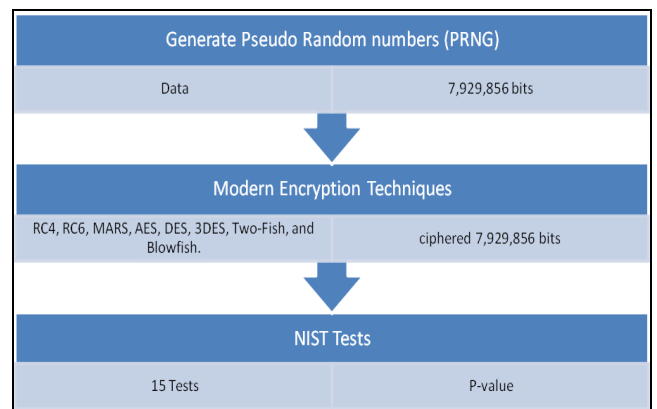 Generate Pseudo Random numbers (PRNG)
Data
7,929,856 bits
Modern Encryption Techniques
RC4, RC6, MARS, AES, DES, 3DES, Two-Fish, and
Blowfish.
ciphered 7,929,856 bits
NIST Tests
15 Tests
P-value